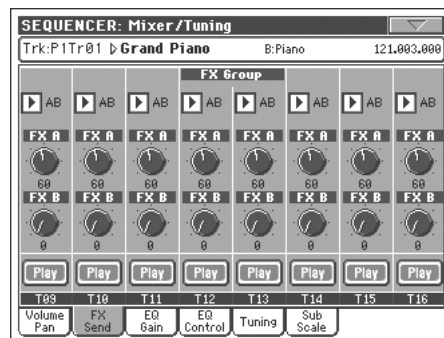 SEQUENCER: Mixer/Tuning
Trk:P1Tr01 Grand Piano B:Piano 121.003.000
FX Group
AB AB AB AB AB AB AB AB
FX A FX A FX A FX A FX A FX A FX A FX A
60 60 60 60 60 60 60 60
FX B FX B FX B FX B FX B FX B FX B FX B
0 0 0 0 0 0 0 0
Play Play Play Play Play Play Play Play
T09 T10 T11 T12 T13 T14 T15 T16
Volume Pan FX Send EQ Gain EQ Control Tuning Sub Scale